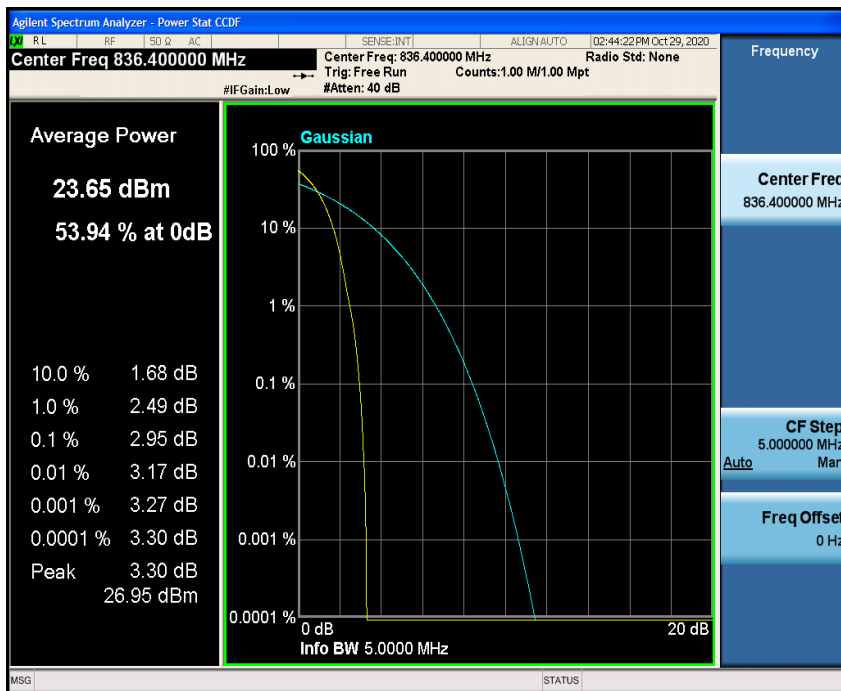 Agilent Spectrum Analyzer - Power Stat CCDF
LXI RL RF 50 Ω AC SENSE:INT ALIGN AUTO 02:44:22 PM Oct 29, 2020
Center Freq 836.400000 MHz
Center Freq: 836.400000 MHz Radio Std: None
Trig: Free Run Counts:1.00 M/1.00 Mpt
#IFGain:Low #Atten: 40 dB
Average Power
23.65 dBm
53.94 % at 0dB
10.0 % 1.68 dB
1.0 % 2.49 dB
0.1 % 2.95 dB
0.01 % 3.17 dB
0.001 % 3.27 dB
0.0001 % 3.30 dB
Peak 3.30 dB
26.95 dBm
Gaussian
100 %
10 %
1 %
0.1 %
0.01 %
0.001 %
0.0001 %
0 dB 20 dB
Info BW 5.0000 MHz
Frequency
Center Freq
836.400000 MHz
CF Step
5.000000 MHz
Auto Man
Freq Offset
0 Hz
MSG STATUS